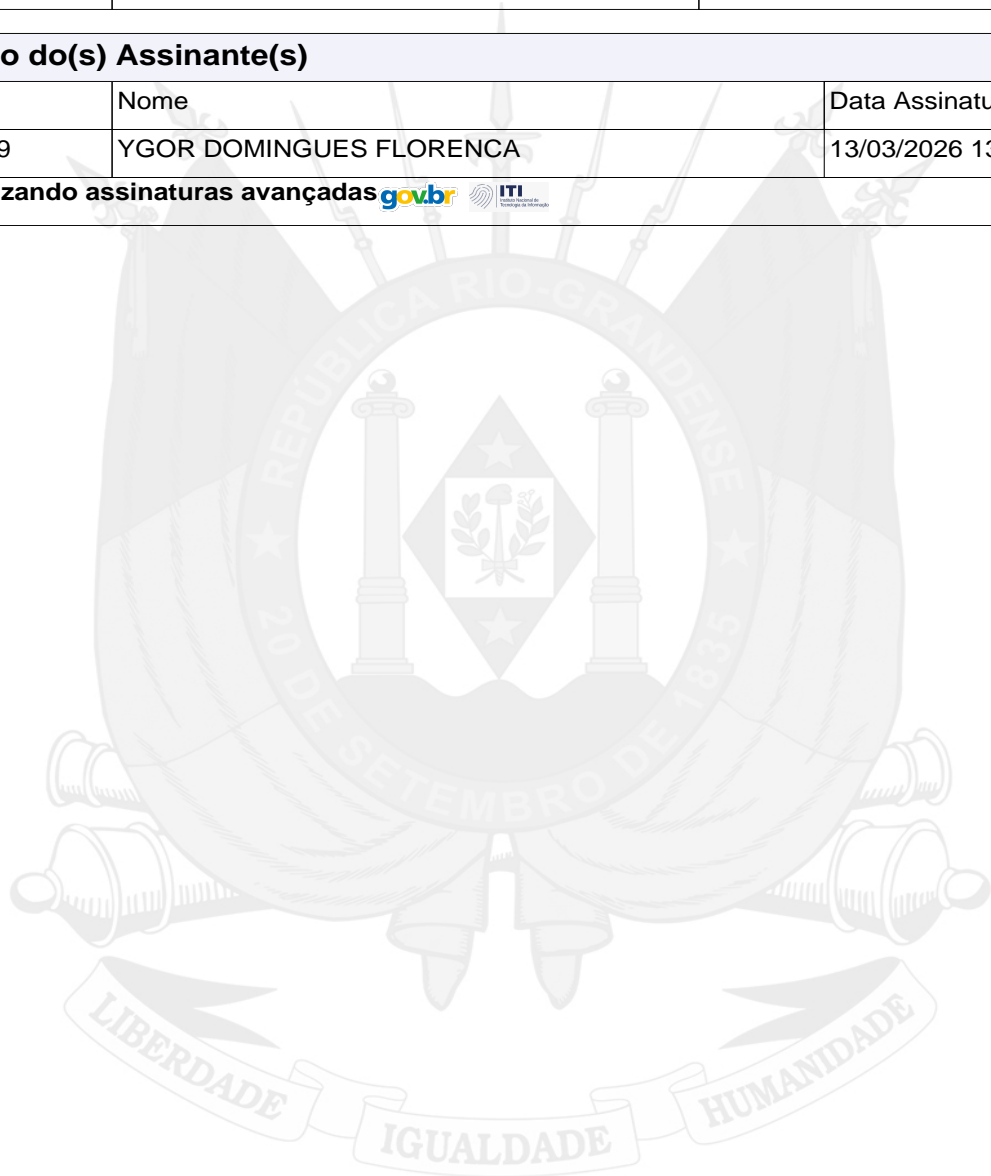 o do(s) Assinante(s)
Nome Data Assinatu
9 YGOR DOMINGUES FLORENCA 13/03/2026 13
zando assinaturas avançadas gov.br ITI
REPÚBLICA RIO-GRANDENSE
20 DE SETEMBRO DE 1835
LIBERDADE IGUALDADE HUMANIDADE